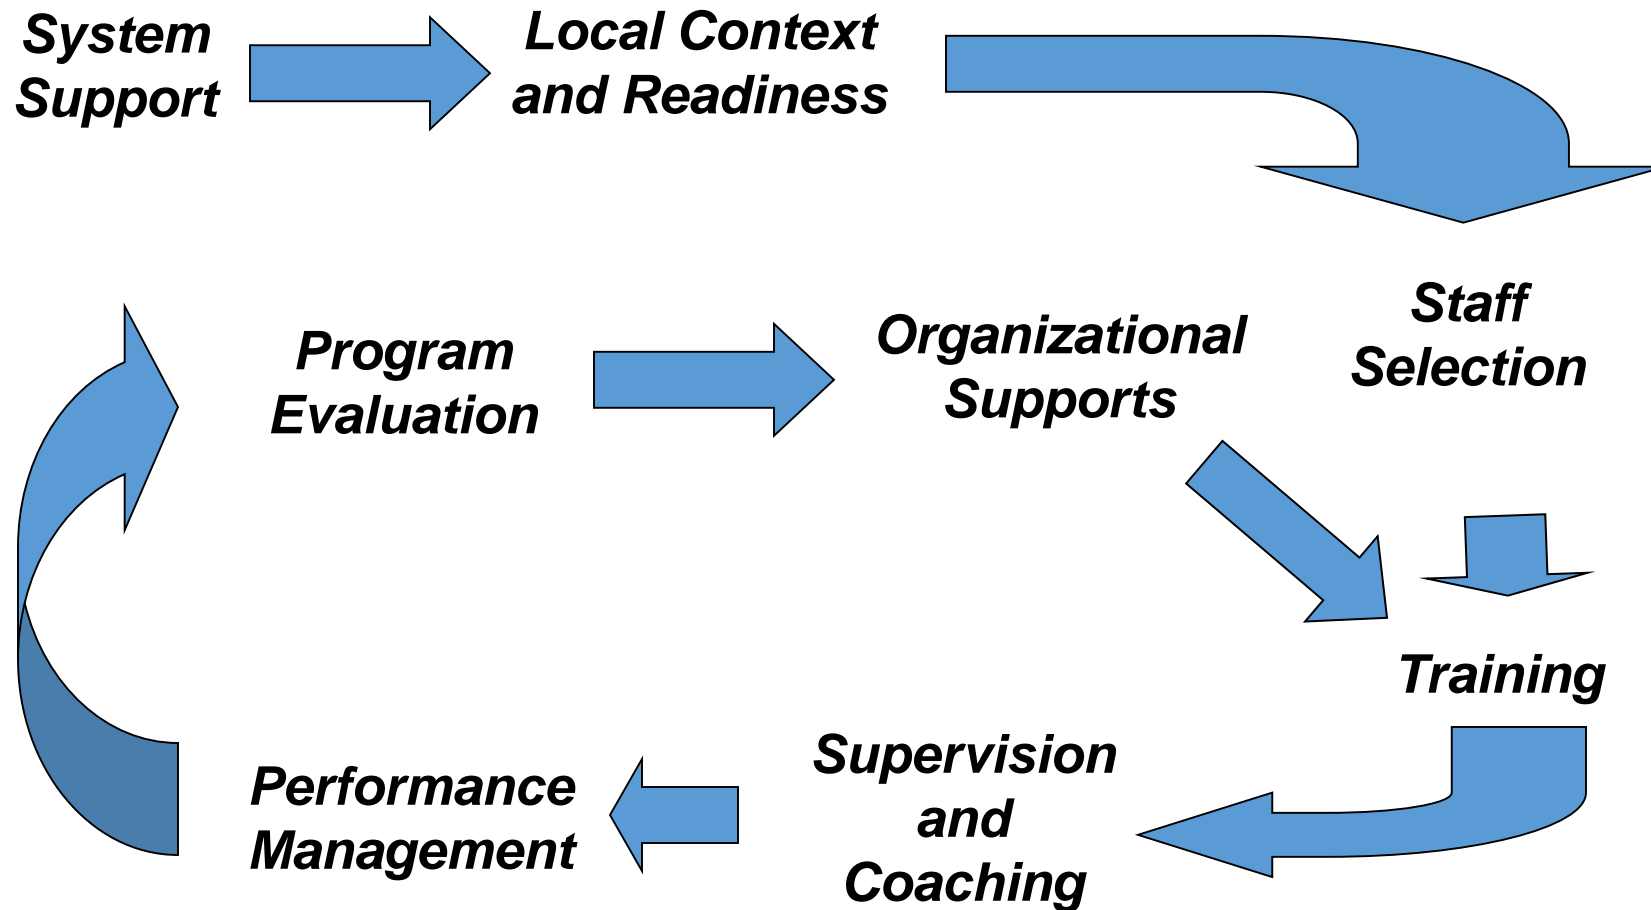 System
Support
Local Context
and Readiness
Staff
Selection
Program
Evaluation
Organizational
Supports
Training
Supervision
and
Coaching
Performance
Management